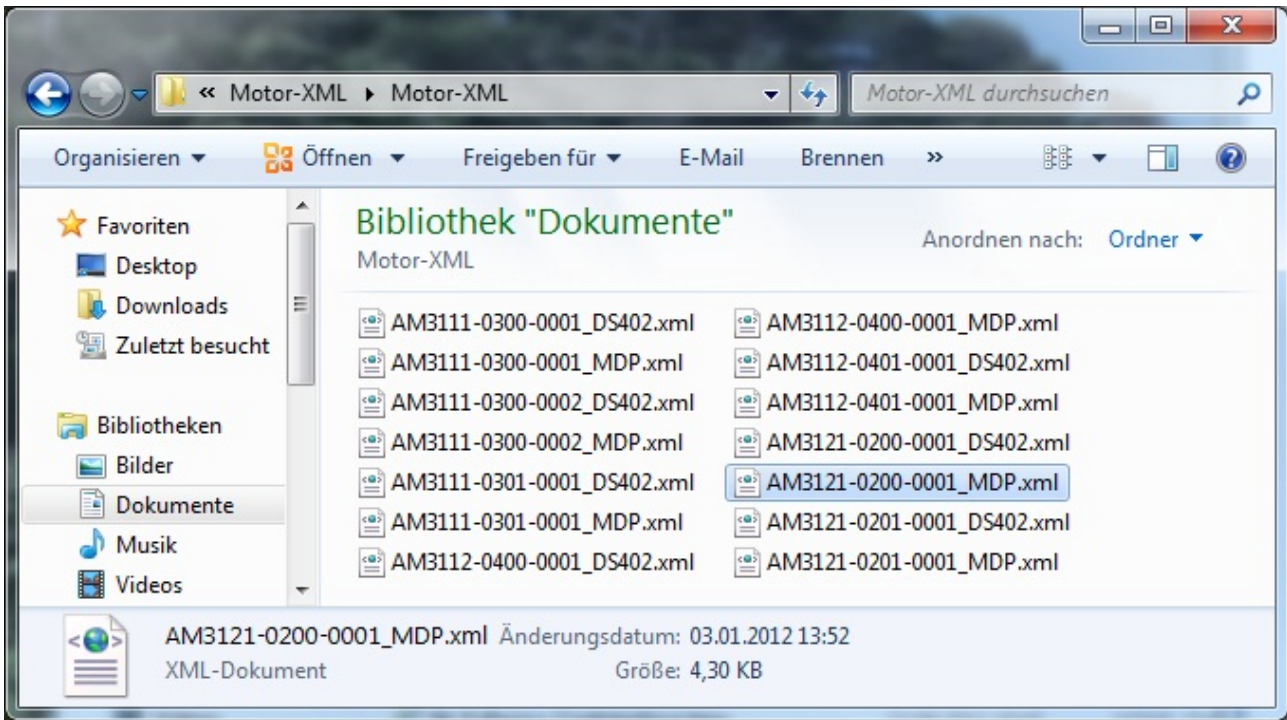 « Motor-XML ▸ Motor-XML
Motor-XML durchsuchen
Organisieren Öffnen Freigeben für E-Mail Brennen »
Favoriten
Desktop
Downloads
Zuletzt besucht
Bibliotheken
Bilder
Dokumente
Musik
Videos
Bibliothek "Dokumente"
Motor-XML
Anordnen nach: Ordner
AM3111-0300-0001_DS402.xml
AM3111-0300-0001_MDP.xml
AM3111-0300-0002_DS402.xml
AM3111-0300-0002_MDP.xml
AM3111-0301-0001_DS402.xml
AM3111-0301-0001_MDP.xml
AM3112-0400-0001_DS402.xml
AM3112-0400-0001_MDP.xml
AM3112-0401-0001_DS402.xml
AM3112-0401-0001_MDP.xml
AM3121-0200-0001_DS402.xml
AM3121-0200-0001_MDP.xml
AM3121-0201-0001_DS402.xml
AM3121-0201-0001_MDP.xml
AM3121-0200-0001_MDP.xml Änderungsdatum: 03.01.2012 13:52
XML-Dokument Größe: 4,30 KB